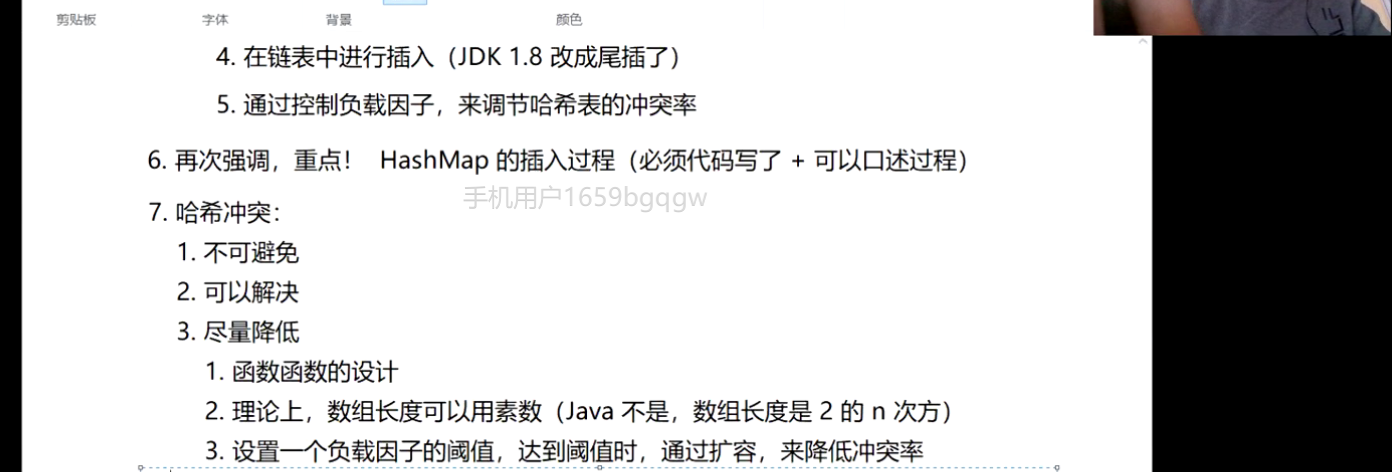 剪贴板 字体 背景 颜色
4. 在链表中进行插入（JDK 1.8 改成尾插了）
5. 通过控制负载因子，来调节哈希表的冲突率
6. 再次强调，重点！ HashMap 的插入过程（必须代码写了 + 可以口述过程）
手机用户1659bgqgw
7. 哈希冲突：
1. 不可避免
2. 可以解决
3. 尽量降低
1. 函数函数的设计
2. 理论上，数组长度可以用素数（Java 不是，数组长度是 2 的 n 次方）
3. 设置一个负载因子的阈值，达到阈值时，通过扩容，来降低冲突率